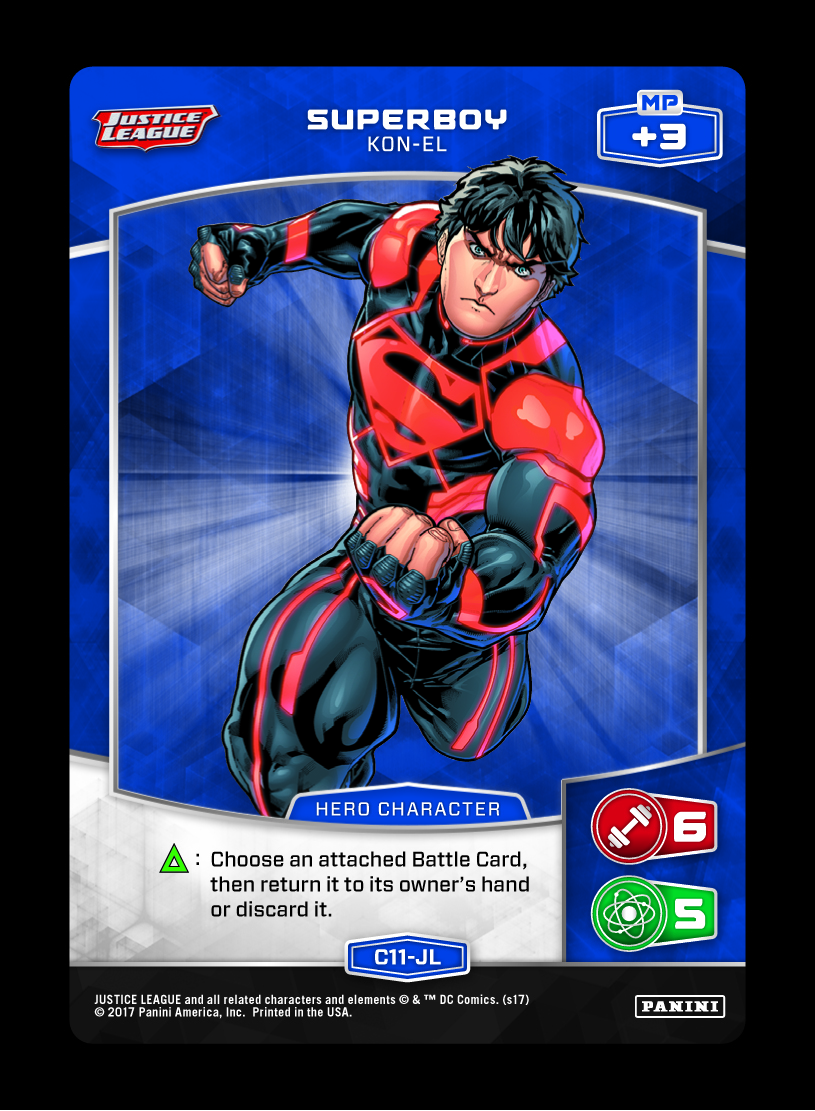 JUSTICE
LEAGUE
SUPERBOY
KON-EL
MP
+3
HERO CHARACTER
: Choose an attached Battle Card,
then return it to its owner's hand
or discard it.
6
5
C11-JL
JUSTICE LEAGUE and all related characters and elements © & ™ DC Comics. (s17)
© 2017 Panini America, Inc. Printed in the USA.
PANINI